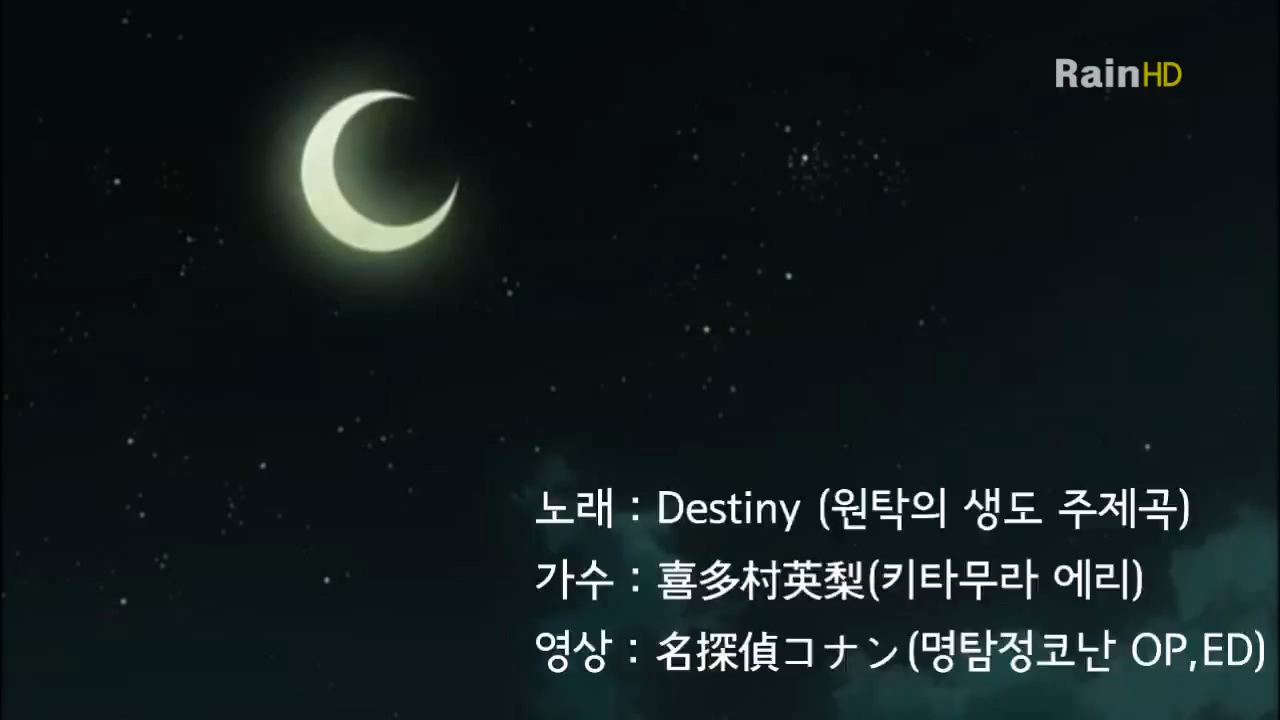 RainHD
노래 : Destiny (원탁의 생도 주제곡)
가수 : 喜多村英梨(키타무라 에리)
영상 : 名探偵コナン(명탐정코난 OP,ED)